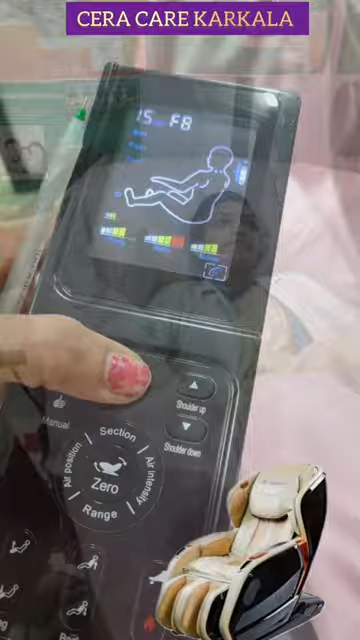 CERA CARE KARKALA
15 F8
Shoulder up
Manual
Shoulder down
Section
Air position
Air intensity
Zero
Range